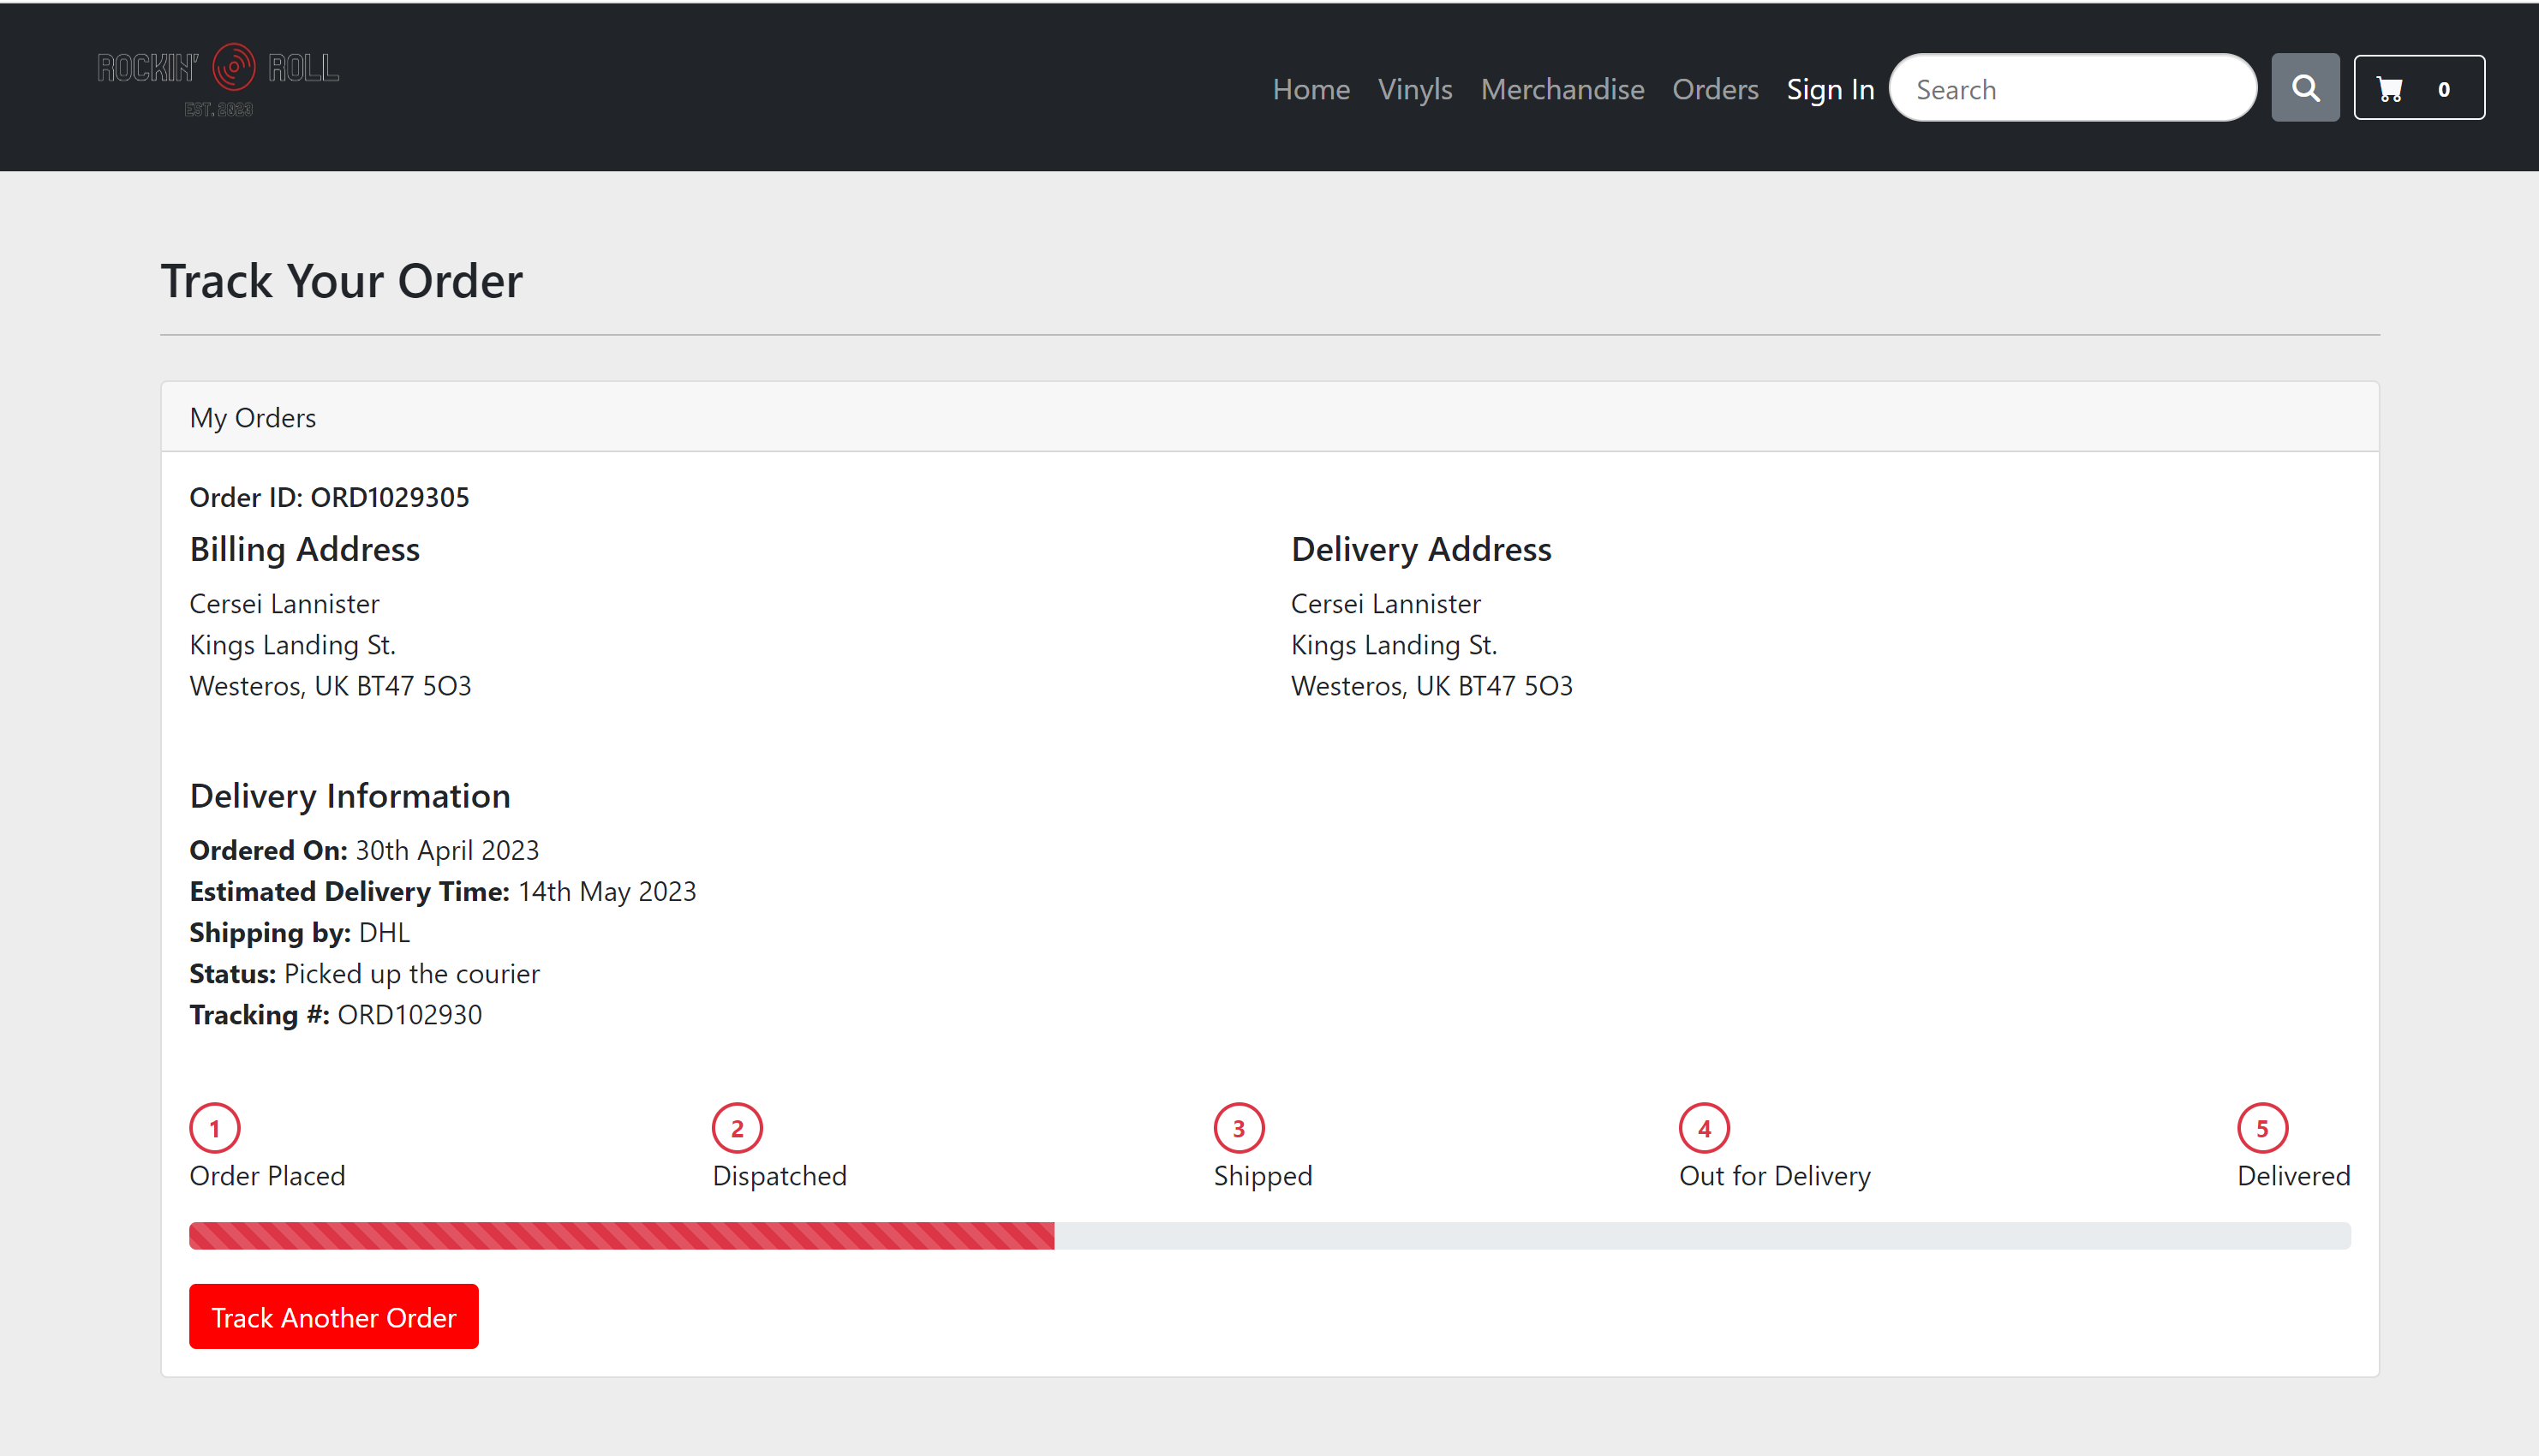 ROCKIN' ROLL
EST. 2023
Home Vinyls Merchandise Orders Sign In Search 0
Track Your Order
My Orders
Order ID: ORD1029305
Billing Address
Cersei Lannister
Kings Landing St.
Westeros, UK BT47 5O3
Delivery Address
Cersei Lannister
Kings Landing St.
Westeros, UK BT47 5O3
Delivery Information
Ordered On: 30th April 2023
Estimated Delivery Time: 14th May 2023
Shipping by: DHL
Status: Picked up the courier
Tracking #: ORD102930
1 2 3 4 5
Order Placed Dispatched Shipped Out for Delivery Delivered
Track Another Order